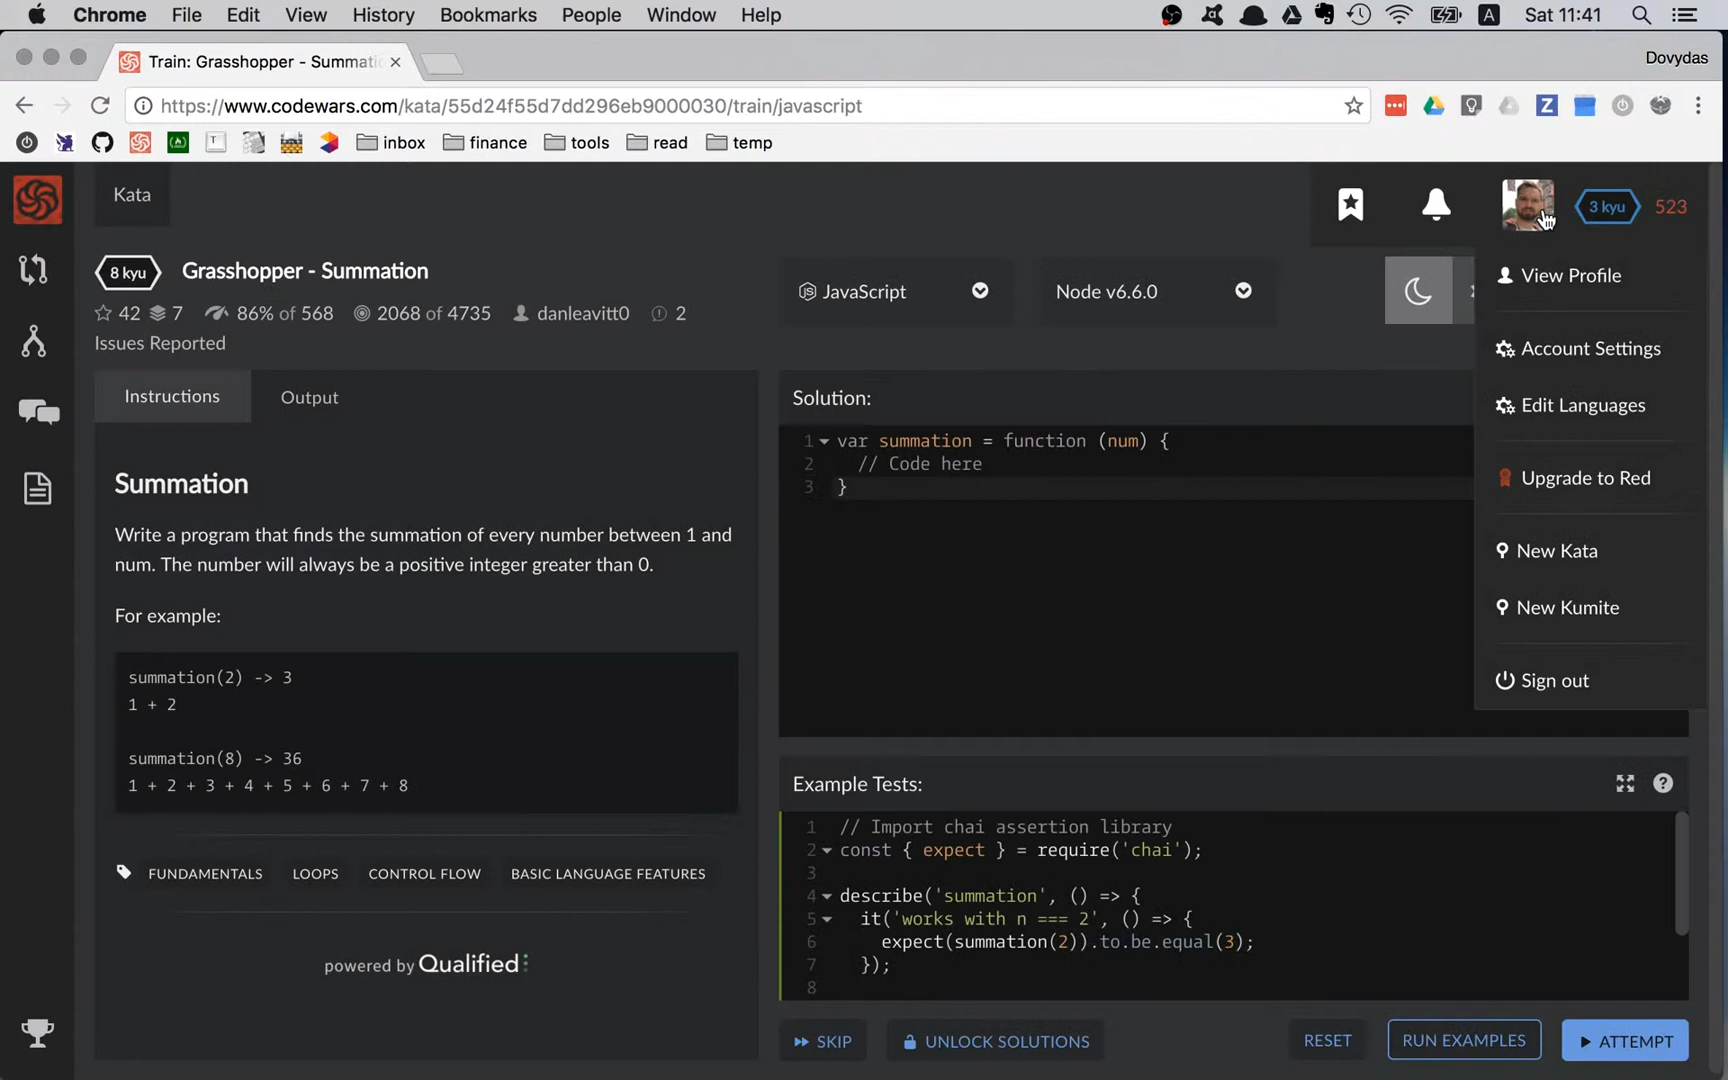 Chrome File Edit View History Bookmarks People Window Help A Sat 11:41
Train: Grasshopper - Summati Dovydas
https://www.codewars.com/kata/55d24f55d7dd296eb9000030/train/javascript
T inbox finance tools read temp Z
Kata 3 kyu 523
8 kyu Grasshopper - Summation
42 7 86% of 568 2068 of 4735 danleavitt0 2
Issues Reported
JavaScript Node v6.6.0
View Profile
Account Settings
Edit Languages
Upgrade to Red
New Kata
New Kumite
Sign out
Instructions Output
Summation
Write a program that finds the summation of every number between 1 and
num. The number will always be a positive integer greater than 0.
For example:
summation(2) -> 3
1 + 2
summation(8) -> 36
1 + 2 + 3 + 4 + 5 + 6 + 7 + 8
FUNDAMENTALS LOOPS CONTROL FLOW BASIC LANGUAGE FEATURES
powered by Qualified
Solution:
1 var summation = function (num) {
2 // Code here
3 }
Example Tests: ?
1 // Import chai assertion library
2 const { expect } = require('chai');
3
4 describe('summation', () => {
5 it('works with n === 2', () => {
6 expect(summation(2)).to.be.equal(3);
7 });
8
SKIP UNLOCK SOLUTIONS RESET RUN EXAMPLES ATTEMPT